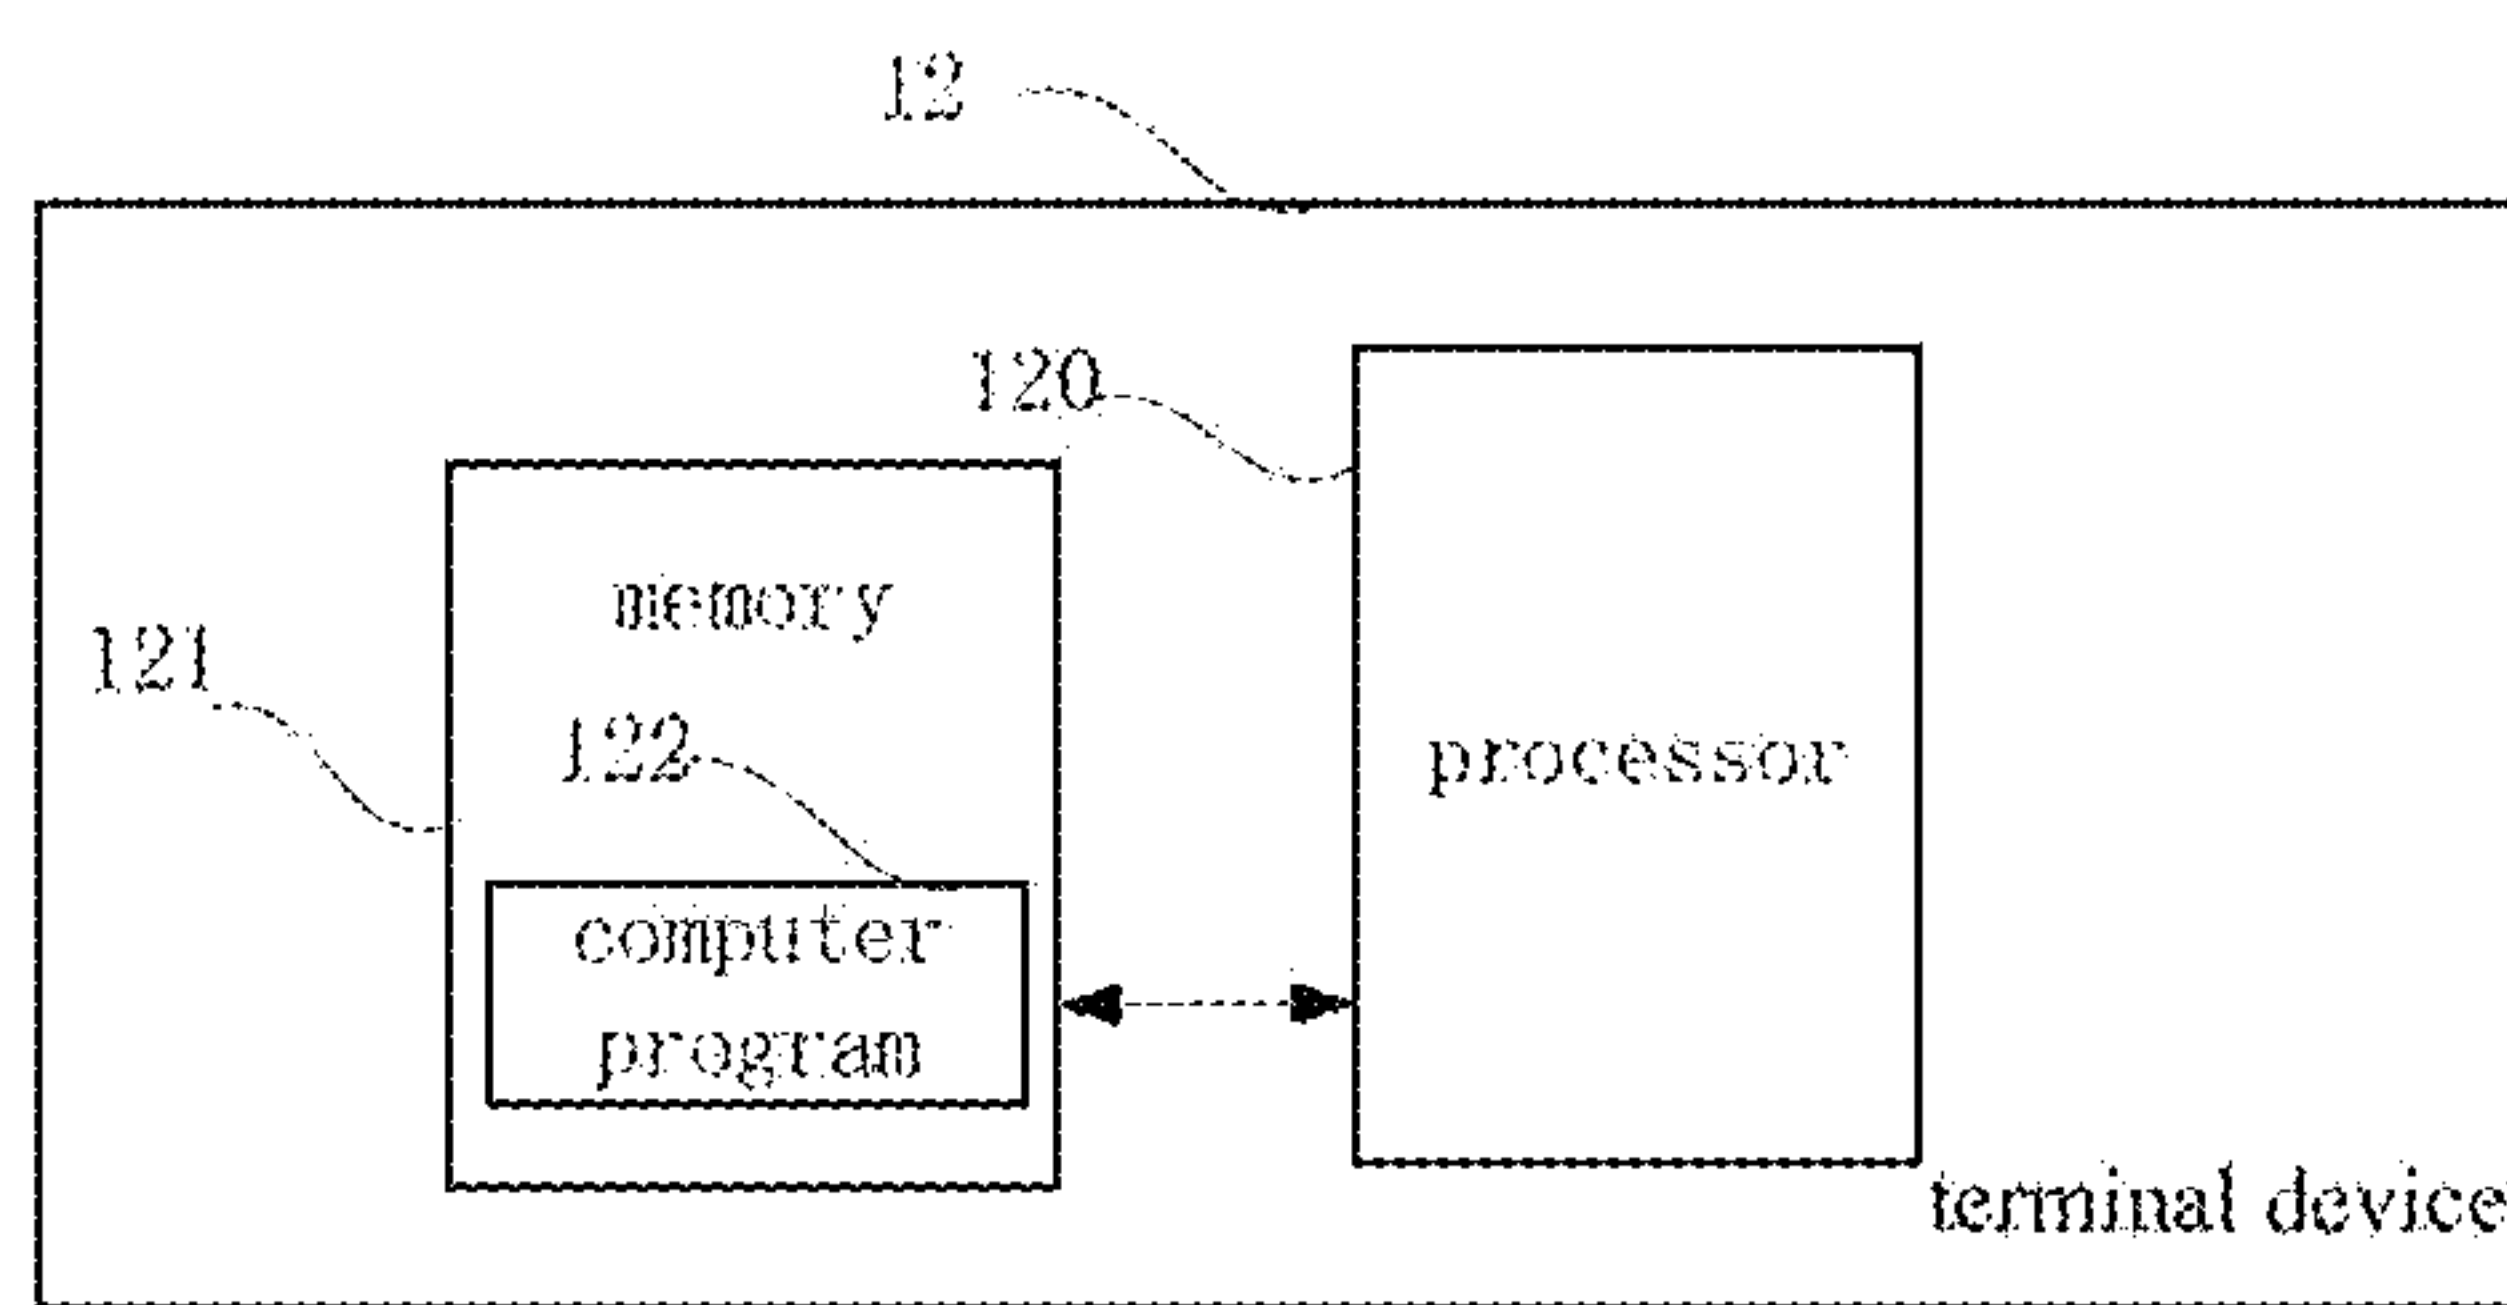 12
120
memory
121
122
processor
computer
program
terminal device